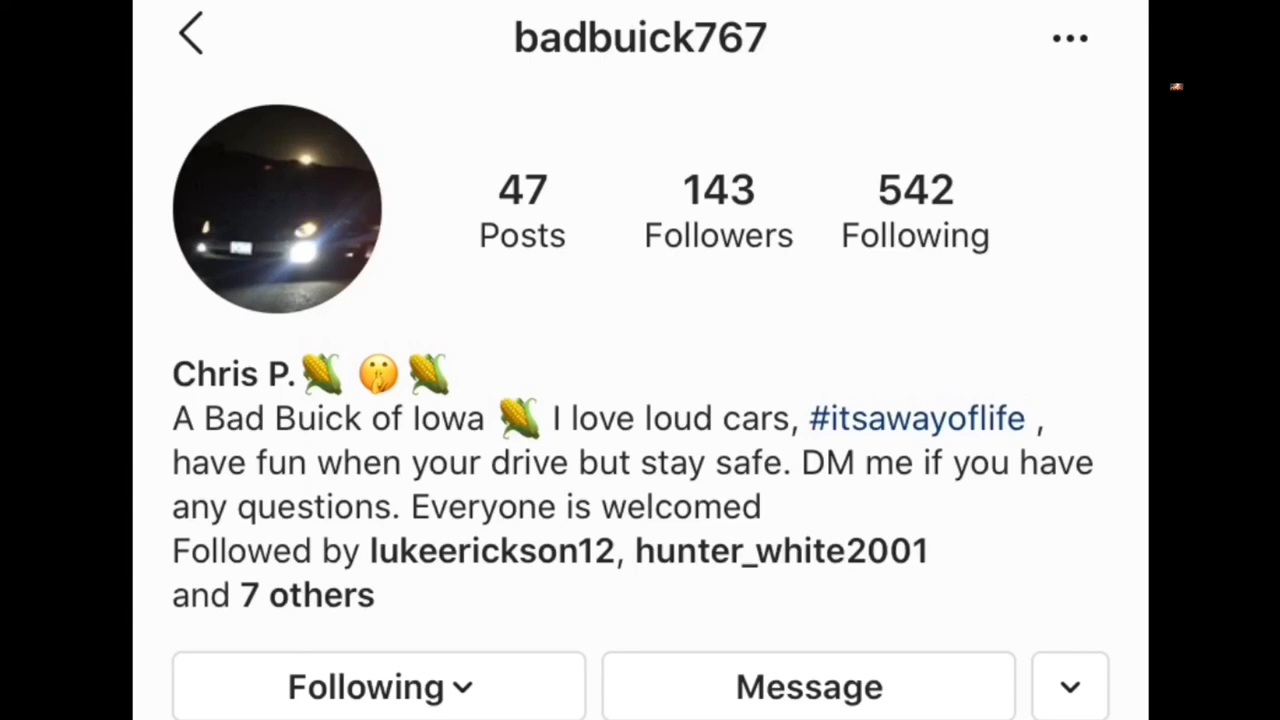 badbuick767
47 143 542
Posts Followers Following
Chris P.🌽 🤫 🌽
A Bad Buick of Iowa 🌽 I love loud cars, #itsawayoflife ,
have fun when your drive but stay safe. DM me if you have
any questions. Everyone is welcomed
Followed by lukeerickson12, hunter_white2001
and 7 others
Following Message